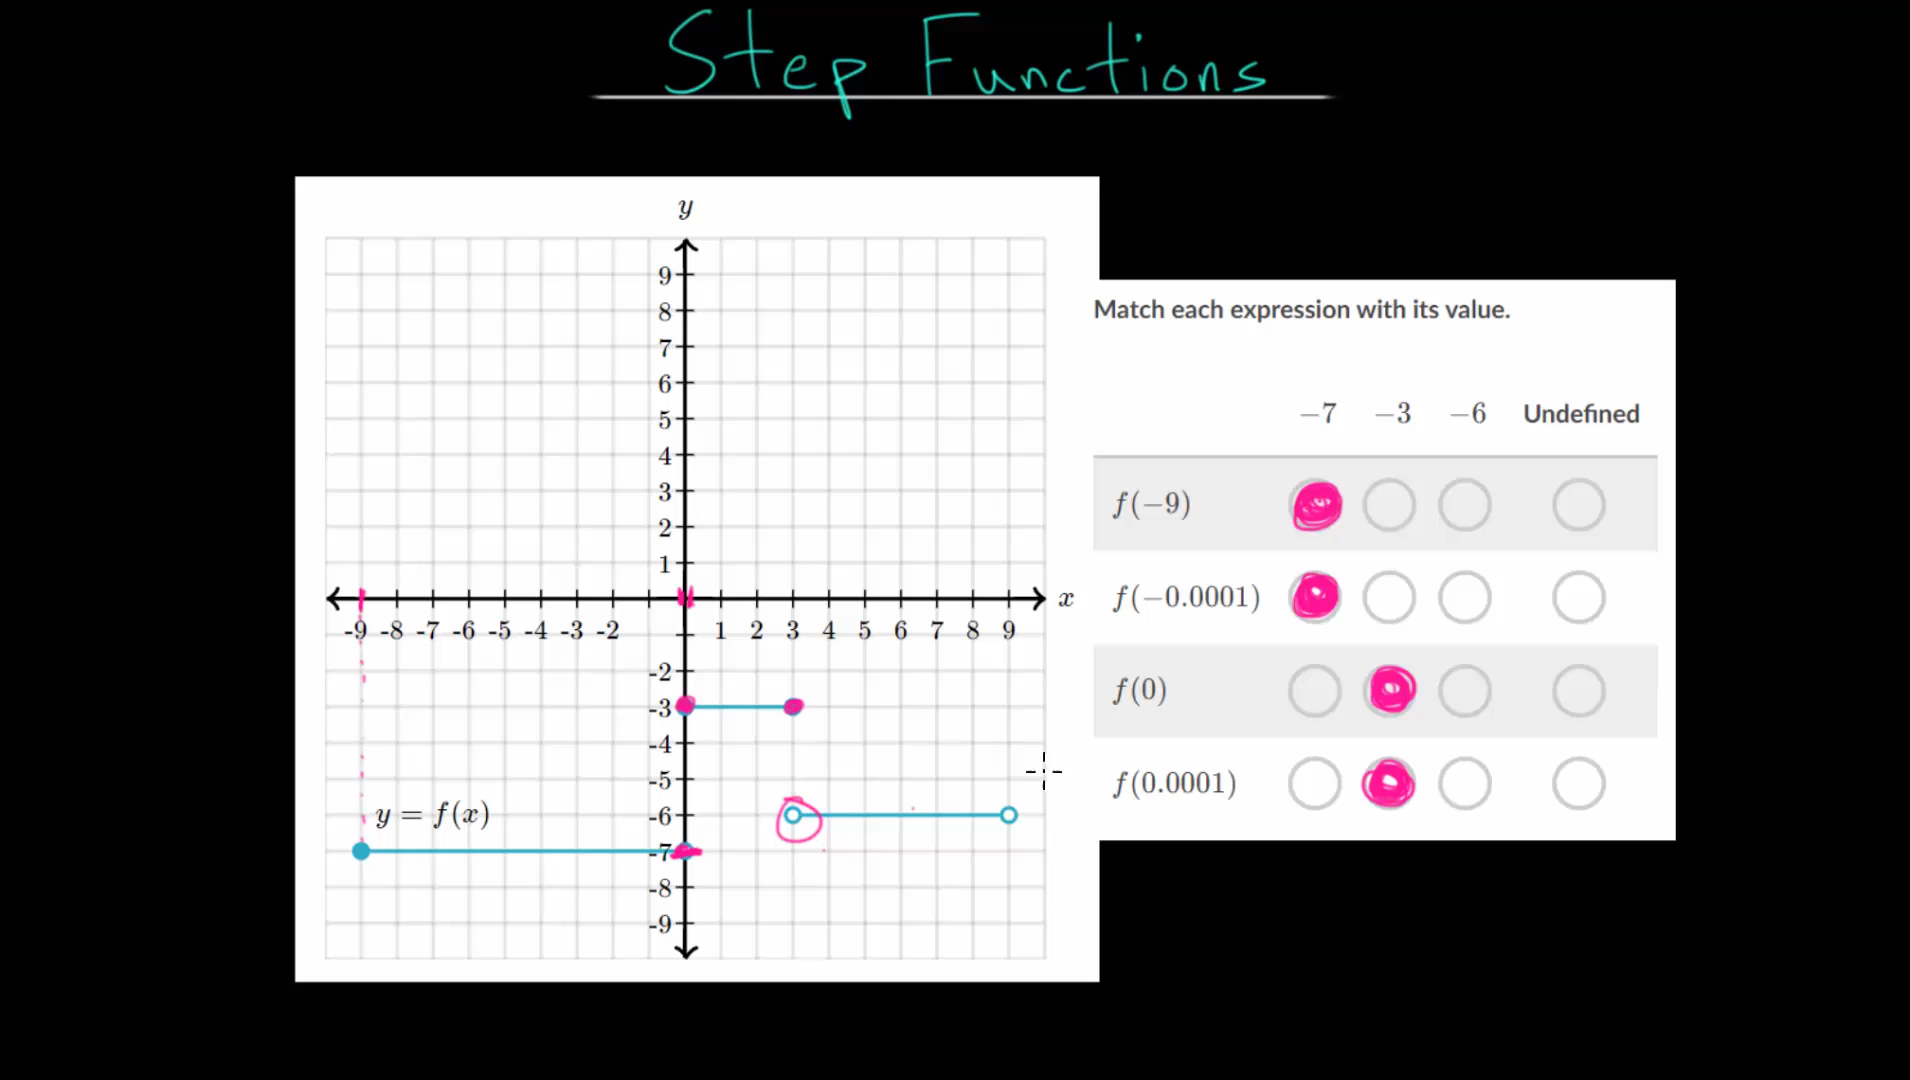 Step Functions
y
9
8
7
6
5
4
3
2
1
x
-9 -8 -7 -6 -5 -4 -3 -2 1 2 3 4 5 6 7 8 9
-2
-3
-4
-5
-6
-7
-8
-9
y = f(x)
Match each expression with its value.
−7 −3 −6 Undefined
f(−9)
f(−0.0001)
f(0)
f(0.0001)